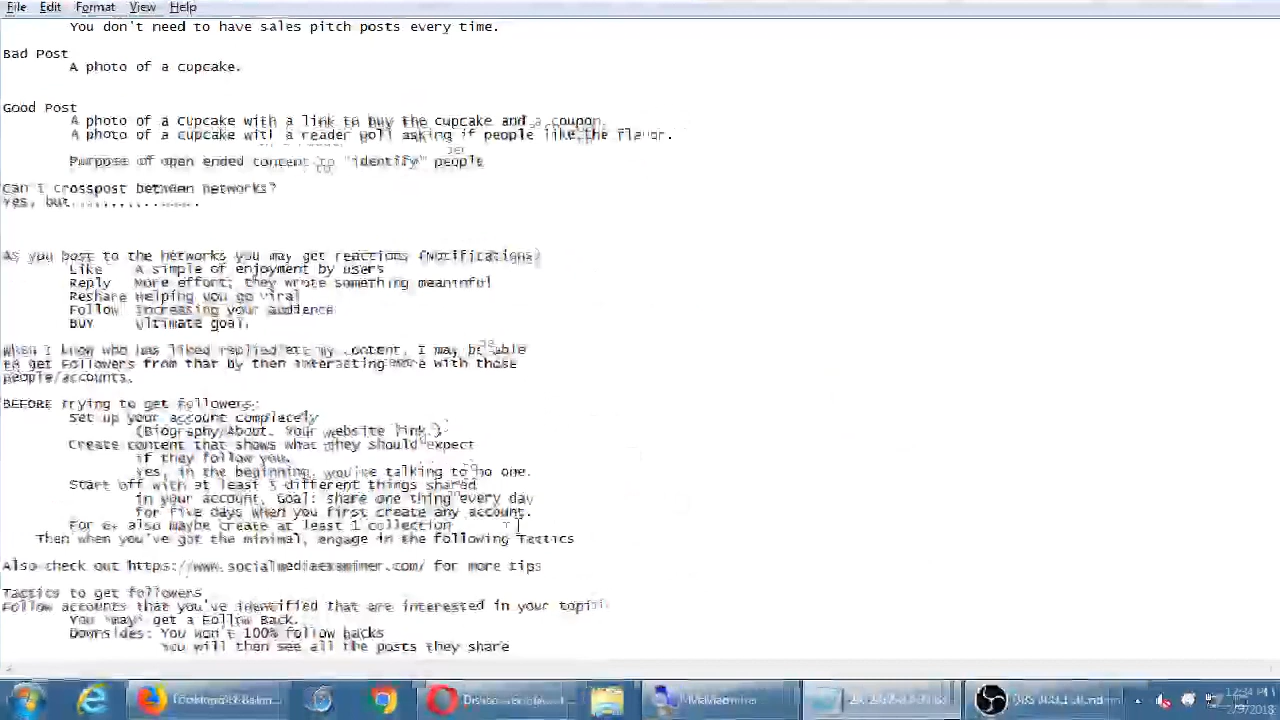 File Edit Format View Help
You don't need to have sales pitch posts every time.
Bad Post
A photo of a cupcake.
Good Post
A photo of a cupcake with a link to buy the cupcake and a coupon.
A photo of a cupcake with a reader poll asking if people like the flavor.
Purpose of open ended content to "identify" people
Can I crosspost between networks?
Yes, but
As you post to the networks you may get reactions (Notifications)
Like A simple of enjoyment by users
Reply More effort; they wrote something meaninful
Reshare Helping you go viral
Follow Increasing your audience
BUY Ultimate goal.
When I know who has liked replied etc my content, I may be able
to get Followers from that by then interacting more with those
people/accounts.
BEFORE trying to get followers:
Set up your account completely
(Biography/About. Your website link.)
Create content that shows what they should expect
if they follow you.
Yes, in the beginning, you're talking to no one.
Start off with at least different things shared
in your account. Goal: share one thing every day
for five days when you first create any account.
For G+ also maybe create at least 1 collection
Then when you've got the minimal, engage in the following Tactics
Also check out https://www.socialmediaexaminer.com/ for more tips
Tactics to get followers
Follow accounts that you've identified that are interested in your
You "may" get a Follow Back.
Downsides: You won't 100% follow backs
You will then see all the posts they share
12:34 PM